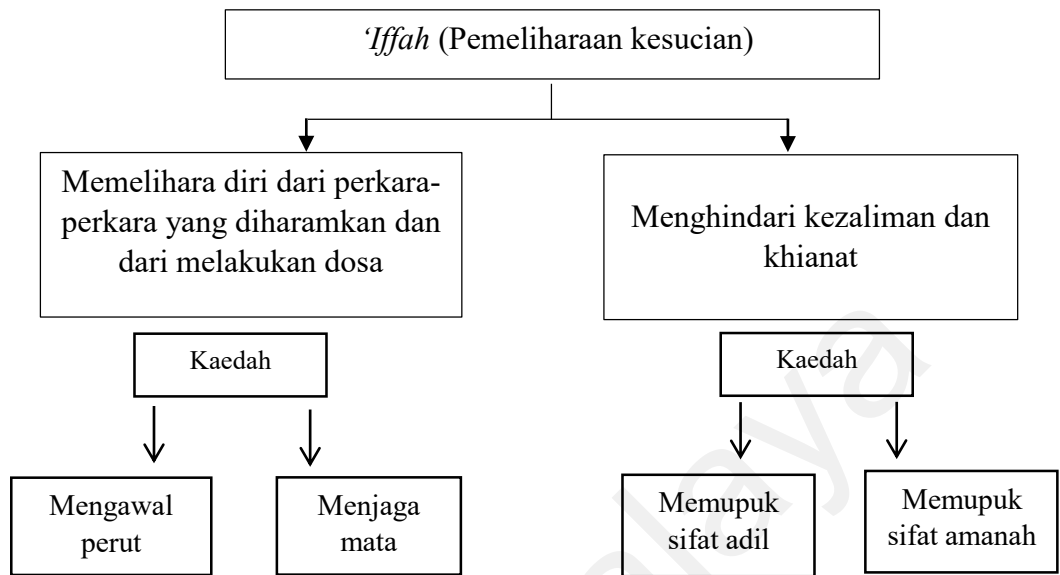 ‘Iffah (Pemeliharaan kesucian)
Memelihara diri dari perkara-
perkara yang diharamkan dan
dari melakukan dosa
Menghindari kezaliman dan
khianat
Kaedah
Kaedah
Mengawal
perut
Menjaga
mata
Memupuk
sifat adil
Memupuk
sifat amanah